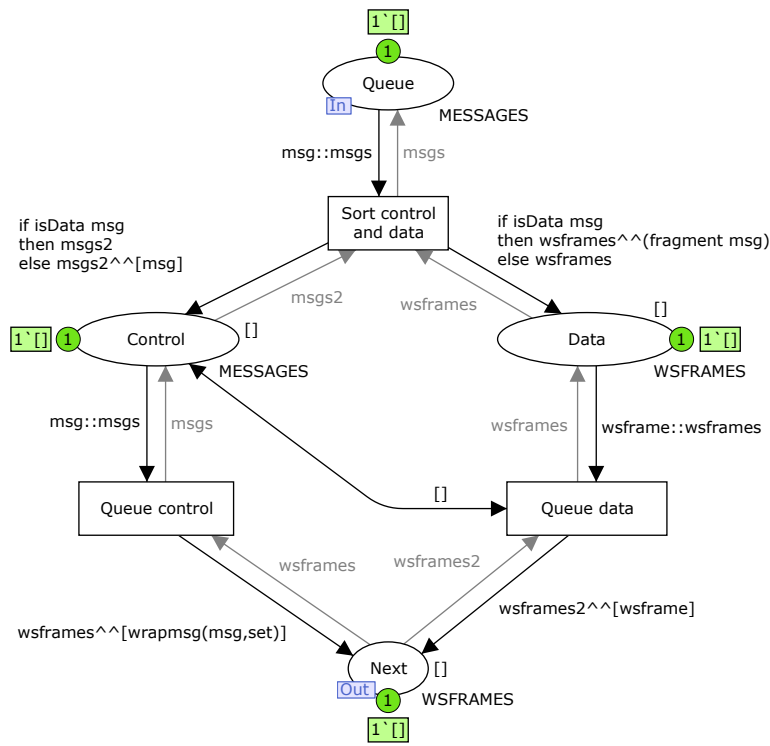 1`[]
1
Queue
In
MESSAGES
msg::msgs
msgs
Sort control
and data
if isData msg
then msgs2
else msgs2^^[msg]
if isData msg
then wsframes^^(fragment msg)
else wsframes
msgs2
wsframes
1`[]
1
Control
[]
MESSAGES
[]
Data
1
1`[]
WSFRAMES
msg::msgs
msgs
wsframes
wsframe::wsframes
[]
Queue control
Queue data
wsframes
wsframes2
wsframes^^[wrapmsg(msg,set)]
wsframes2^^[wsframe]
Next
[]
Out
1
WSFRAMES
1`[]